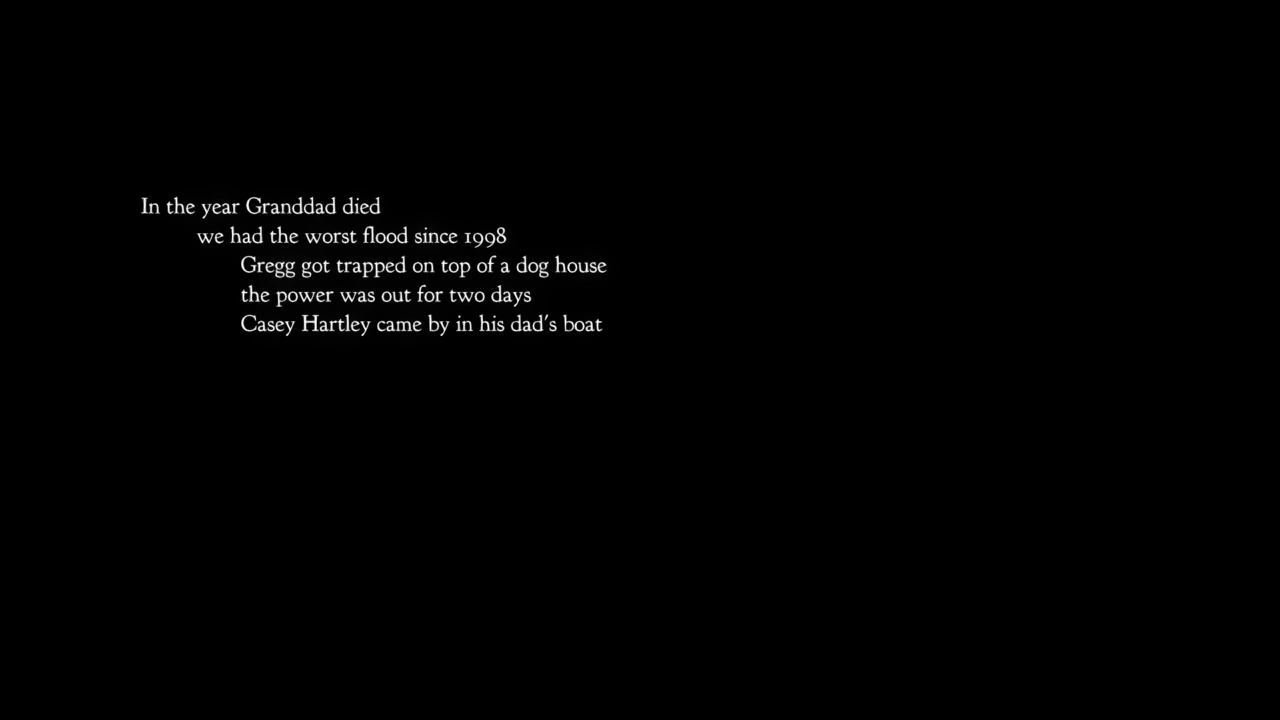 In the year Granddad died
we had the worst flood since 1998
Gregg got trapped on top of a dog house
the power was out for two days
Casey Hartley came by in his dad's boat